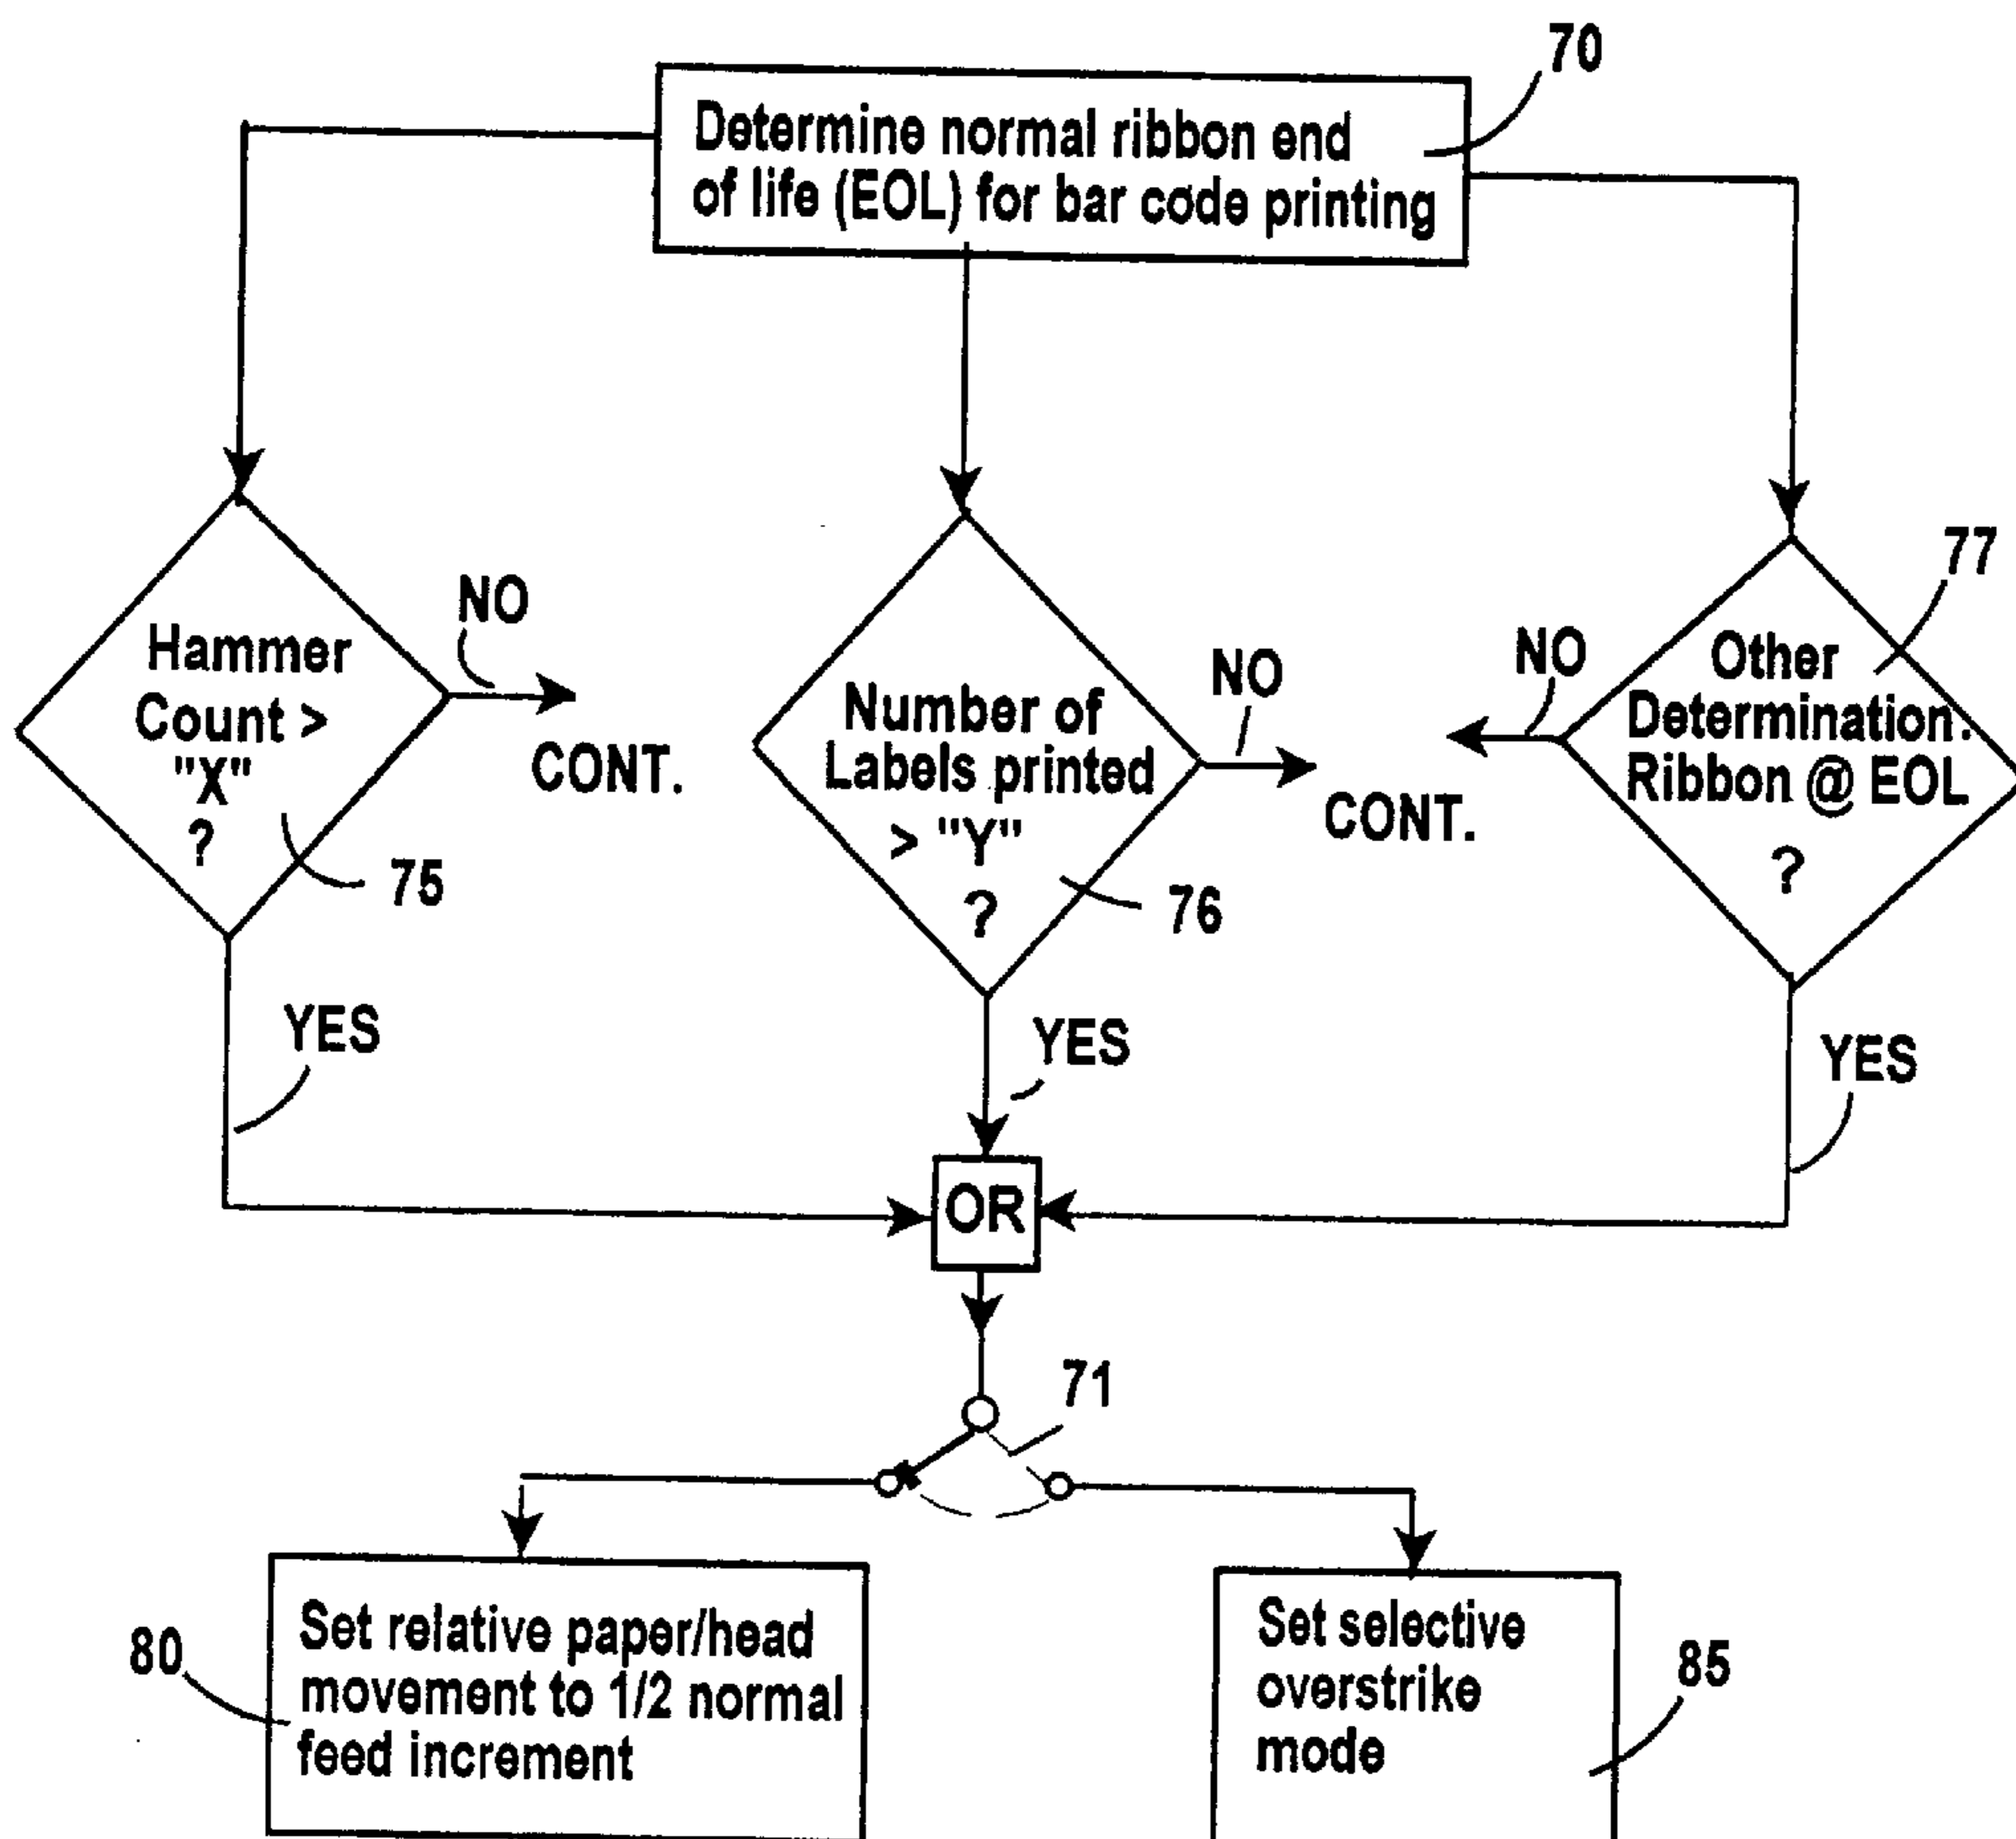 70
Determine normal ribbon end
of life (EOL) for bar code printing
Hammer
Count >
"X"
?
75
NO
CONT.
Number of
Labels printed
> "Y"
?
76
NO
CONT.
Other
Determination.
Ribbon @ EOL
?
77
NO
YES
YES
YES
OR
71
Set relative paper/head
movement to 1/2 normal
feed increment
80
Set selective
overstrike
mode
85